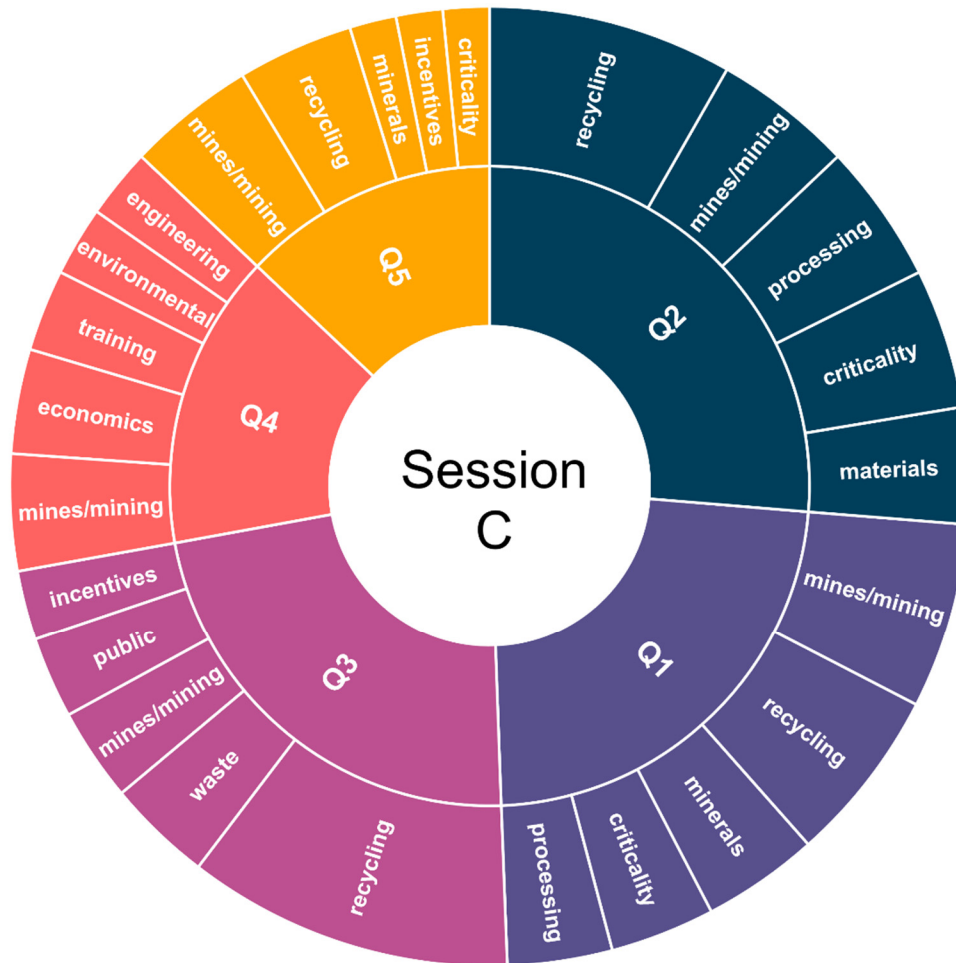 Session
C
Q2
recycling
mines/mining
processing
criticality
materials
Q1
mines/mining
recycling
minerals
criticality
processing
Q3
recycling
waste
mines/mining
public
incentives
Q4
mines/mining
economics
training
environmental
engineering
Q5
mines/mining
recycling
minerals
incentives
criticality